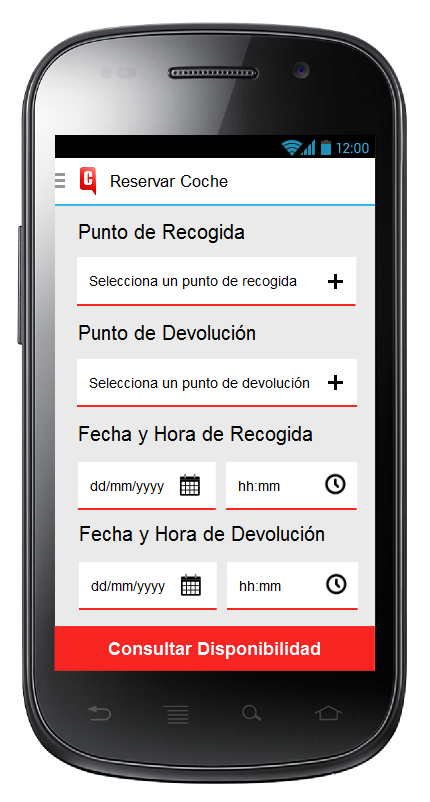 12:00
C Reservar Coche
Punto de Recogida
Selecciona un punto de recogida
Punto de Devolución
Selecciona un punto de devolución
Fecha y Hora de Recogida
dd/mm/yyyy hh:mm
Fecha y Hora de Devolución
dd/mm/yyyy hh:mm
Consultar Disponibilidad